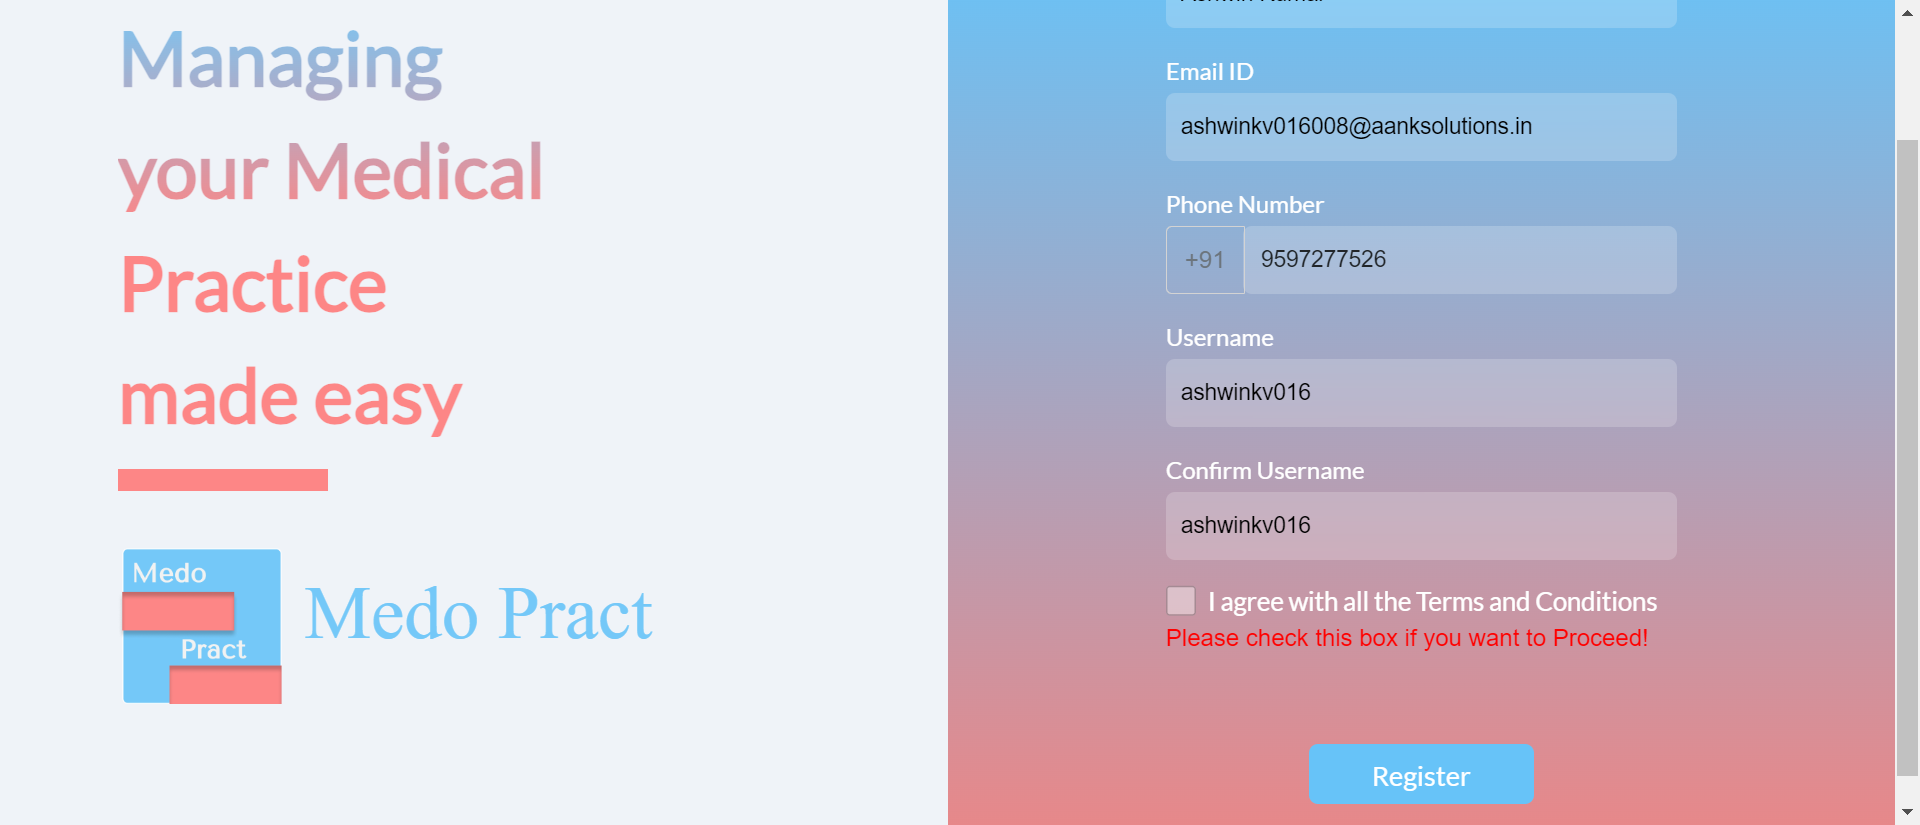 Managing
your Medical
Practice
made easy
Medo
Pract
Medo Pract
Email ID
ashwinkv016008@aanksolutions.in
Phone Number
+91 9597277526
Username
ashwinkv016
Confirm Username
ashwinkv016
I agree with all the Terms and Conditions
Please check this box if you want to Proceed!
Register